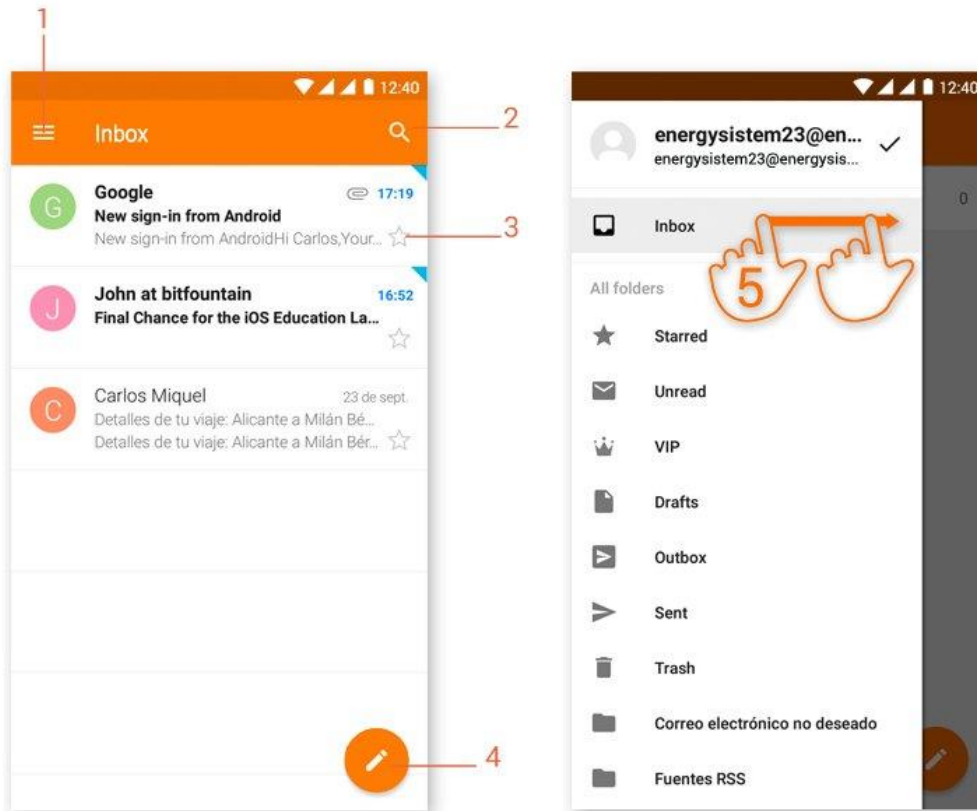 1
12:40
Inbox
2
G
Google
17:19
New sign-in from Android
New sign-in from AndroidHi Carlos,Your...
3
J
John at bitfountain
16:52
Final Chance for the iOS Education La...
C
Carlos Miquel
23 de sept.
Detalles de tu viaje: Alicante a Milán Bé...
Detalles de tu viaje: Alicante a Milán Bér...
4
12:40
energysistem23@en...
energysistem23@energysis...
0
Inbox
5
All folders
Starred
Unread
VIP
Drafts
Outbox
Sent
Trash
Correo electrónico no deseado
Fuentes RSS